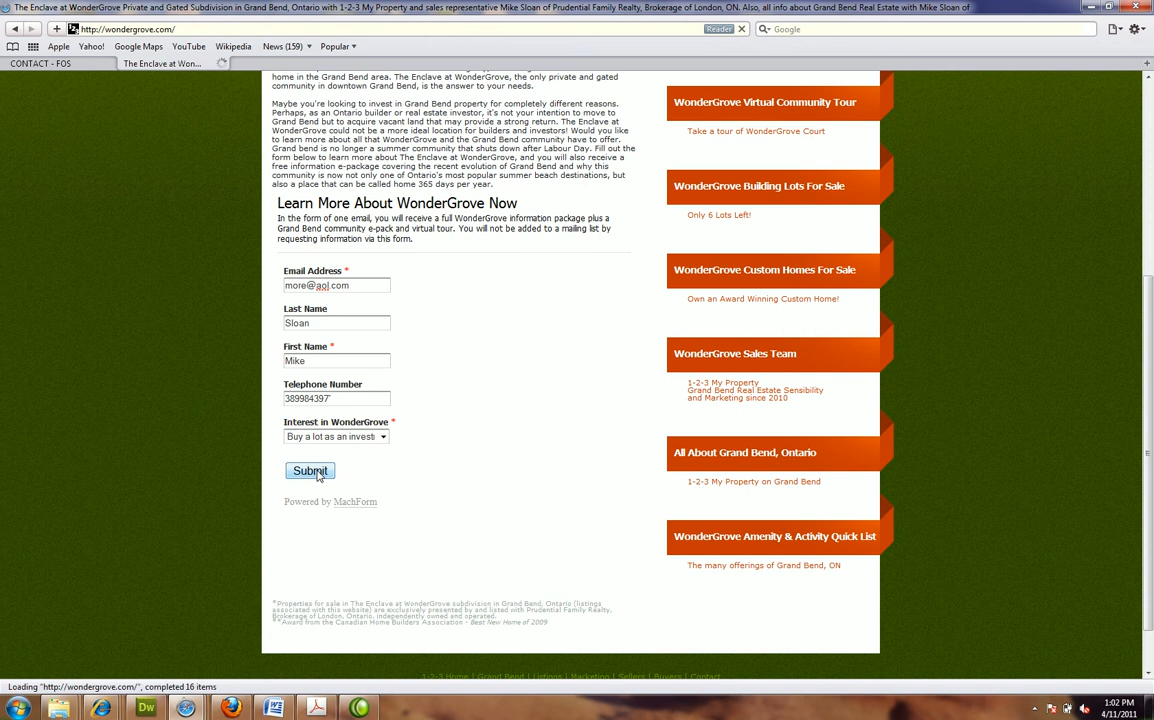 The Enclave at WonderGrove Private and Gated Subdivision in Grand Bend, Ontario with 1-2-3 My Property and sales representative Mike Sloan of Prudential Family Realty, Brokerage of London, ON. Also, all info about Grand Bend Real Estate with Mike Sloan of
http://wondergrove.com/
Reader
Google
Apple Yahoo! Google Maps YouTube Wikipedia News (159) Popular
CONTACT - FOS
The Enclave at Won...
home in the Grand Bend area. The Enclave at WonderGrove, the only private and gated
community in downtown Grand Bend, is the answer to your needs.
Maybe you're looking to invest in Grand Bend property for completely different reasons.
Perhaps, as an Ontario builder or real estate investor, it's not your intention to move to
Grand Bend but to acquire vacant land that may provide a strong return. The Enclave at
WonderGrove could not be a more ideal location for builders and investors! Would you like
to learn more about all that WonderGrove and the Grand Bend community have to offer.
Grand bend is no longer a summer community that shuts down after Labour Day. Fill out the
form below to learn more about The Enclave at WonderGrove, and you will also receive a
free information e-package covering the recent evolution of Grand Bend and why this
community is now not only one of Ontario's most popular summer beach destinations, but
also a place that can be called home 365 days per year.
Learn More About WonderGrove Now
In the form of one email, you will receive a full WonderGrove information package plus a
Grand Bend community e-pack and virtual tour. You will not be added to a mailing list by
requesting information via this form.
Email Address *
more@aol.com
Last Name
Sloan
First Name *
Mike
Telephone Number
389984397'
Interest in WonderGrove *
Buy a lot as an investı
Submit
Powered by MachForm
WonderGrove Virtual Community Tour
Take a tour of WonderGrove Court
WonderGrove Building Lots For Sale
Only 6 Lots Left!
WonderGrove Custom Homes For Sale
Own an Award Winning Custom Home!
WonderGrove Sales Team
1-2-3 My Property
Grand Bend Real Estate Sensibility
and Marketing since 2010
All About Grand Bend, Ontario
1-2-3 My Property on Grand Bend
WonderGrove Amenity & Activity Quick List
The many offerings of Grand Bend, ON
*Properties for sale in The Enclave at WonderGrove subdivision in Grand Bend, Ontario (listings
associated with this website) are exclusively presented by and listed with Prudential Family Realty,
Brokerage of London, Ontario, independently owned and operated.
**Award from the Canadian Home Builders Association - Best New Home of 2009
1-2-3 Home | Grand Bend | Listings | Marketing | Sellers | Buyers | Contact
Loading "http://wondergrove.com/", completed 16 items
Dw
1:02 PM
4/11/2011